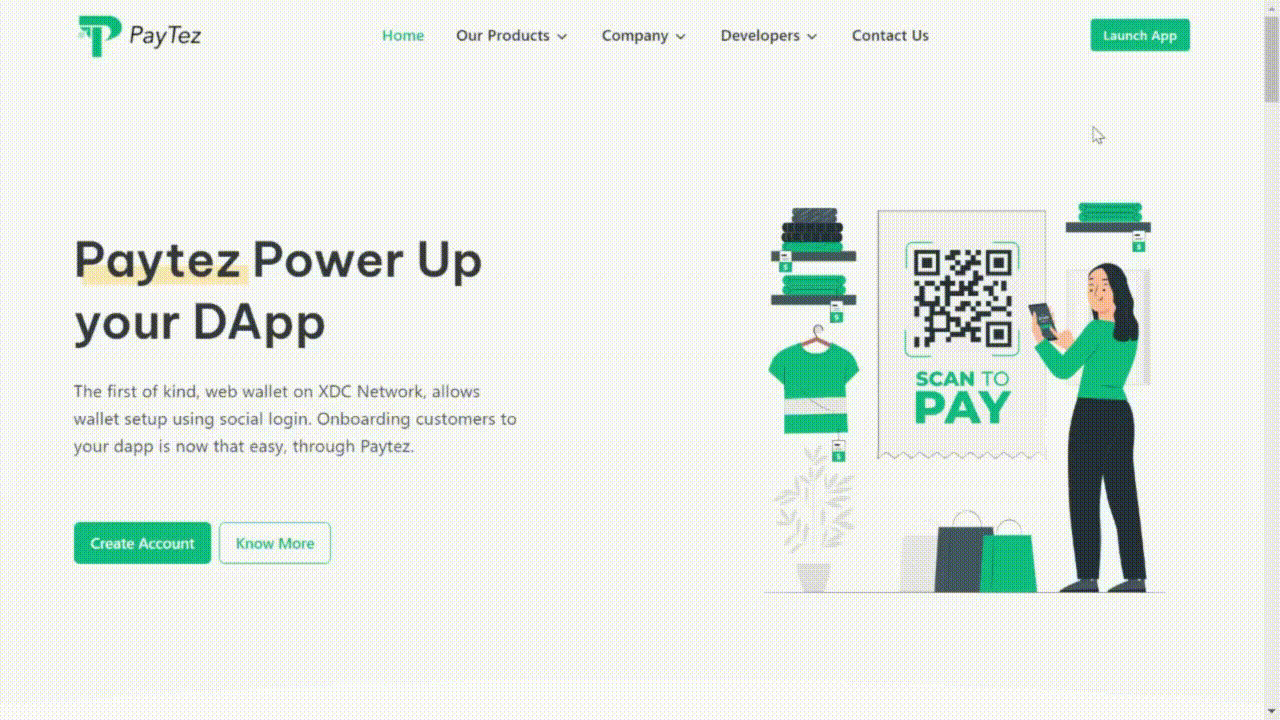 PayTez
Home
Our Products
Company
Developers
Contact Us
Launch App
Paytez Power Up
your DApp
The first of kind, web wallet on XDC Network, allows
wallet setup using social login. Onboarding customers to
your dapp is now that easy, through Paytez.
Create Account
Know More
SCAN TO
PAY
$
$
$
$